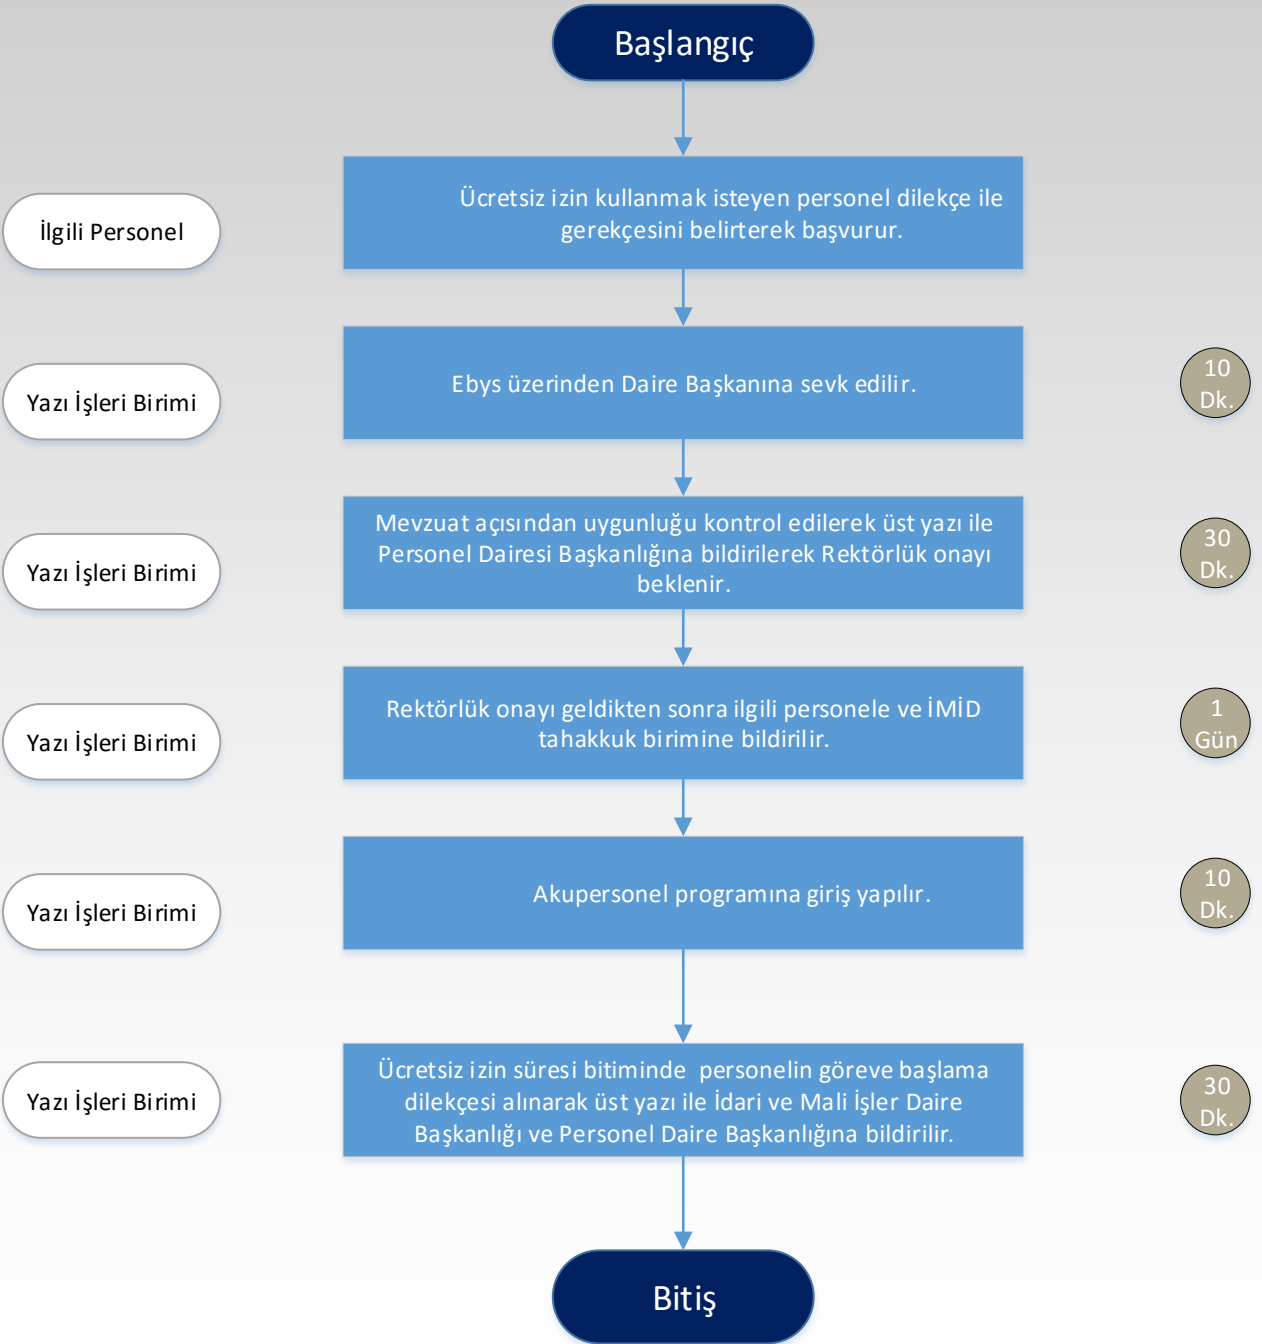 Başlangıç
İlgili Personel
Ücretsiz izin kullanmak isteyen personel dilekçe ile
gerekçesini belirterek başvurur.
Yazı İşleri Birimi
Ebys üzerinden Daire Başkanına sevk edilir.
10
Dk.
Yazı İşleri Birimi
Mevzuat açısından uygunluğu kontrol edilerek üst yazı ile
Personel Dairesi Başkanlığına bildirilerek Rektörlük onayı
beklenir.
30
Dk.
Yazı İşleri Birimi
Rektörlük onayı geldikten sonra ilgili personele ve İMİD
tahakkuk birimine bildirilir.
1
Gün
Yazı İşleri Birimi
Akupersonel programına giriş yapılır.
10
Dk.
Yazı İşleri Birimi
Ücretsiz izin süresi bitiminde personelin göreve başlama
dilekçesi alınarak üst yazı ile İdari ve Mali İşler Daire
Başkanlığı ve Personel Daire Başkanlığına bildirilir.
30
Dk.
Bitiş